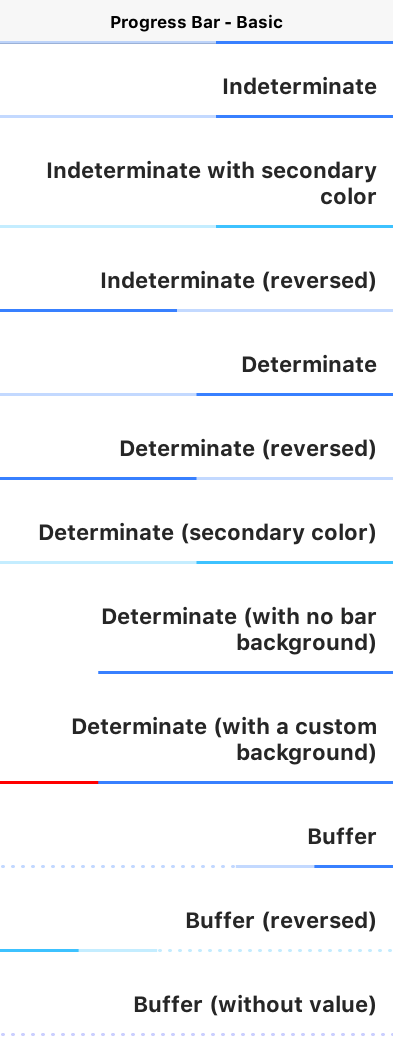 Progress Bar - Basic
Indeterminate
Indeterminate with secondary
color
Indeterminate (reversed)
Determinate
Determinate (reversed)
Determinate (secondary color)
Determinate (with no bar
background)
Determinate (with a custom
background)
Buffer
Buffer (reversed)
Buffer (without value)